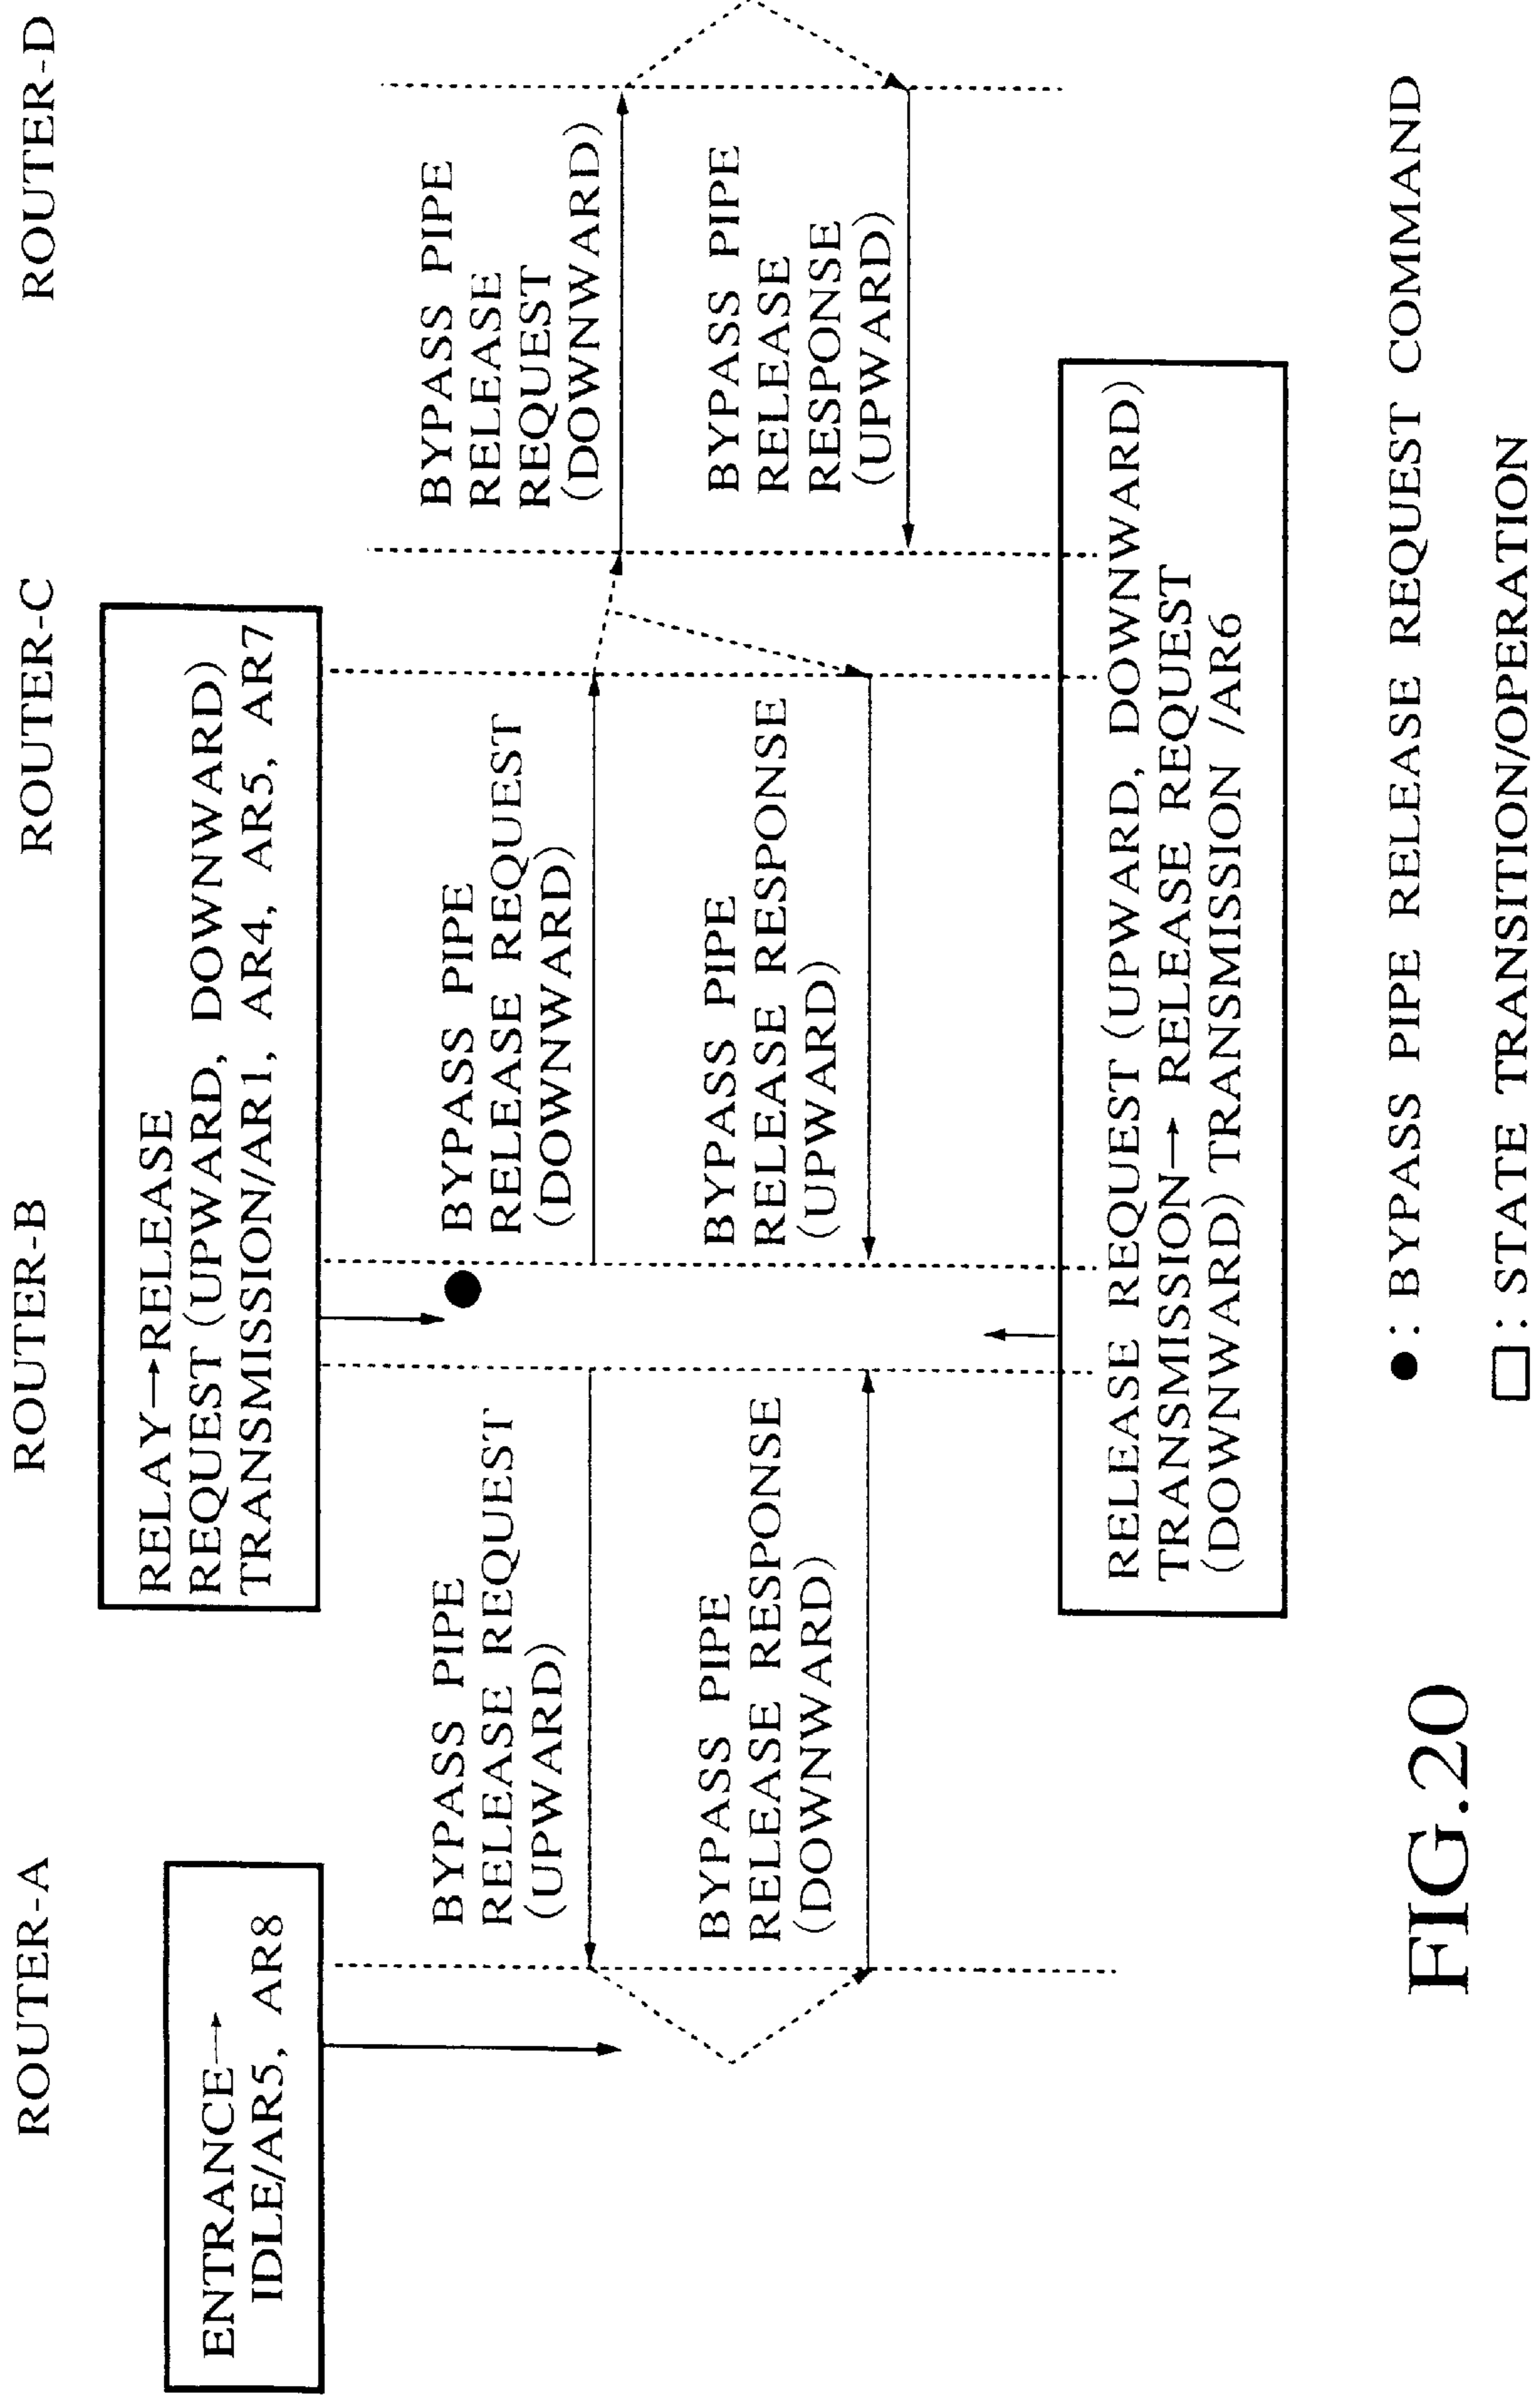 ROUTER-A
ROUTER-B
ROUTER-C
ROUTER-D
ENTRANCE→
IDLE/AR5, AR8
RELAY→RELEASE
REQUEST (UPWARD, DOWNWARD)
TRANSMISSION/AR1, AR4, AR5, AR7
BYPASS PIPE
RELEASE REQUEST
(UPWARD)
BYPASS PIPE
RELEASE REQUEST
(DOWNWARD)
BYPASS PIPE
RELEASE
REQUEST
(DOWNWARD)
BYPASS PIPE
RELEASE RESPONSE
(DOWNWARD)
BYPASS PIPE
RELEASE RESPONSE
(UPWARD)
BYPASS PIPE
RELEASE
RESPONSE
(UPWARD)
RELEASE REQUEST (UPWARD, DOWNWARD)
TRANSMISSION→ RELEASE REQUEST
(DOWNWARD) TRANSMISSION /AR6
FIG.20
● : BYPASS PIPE RELEASE REQUEST COMMAND
□ : STATE TRANSITION/OPERATION